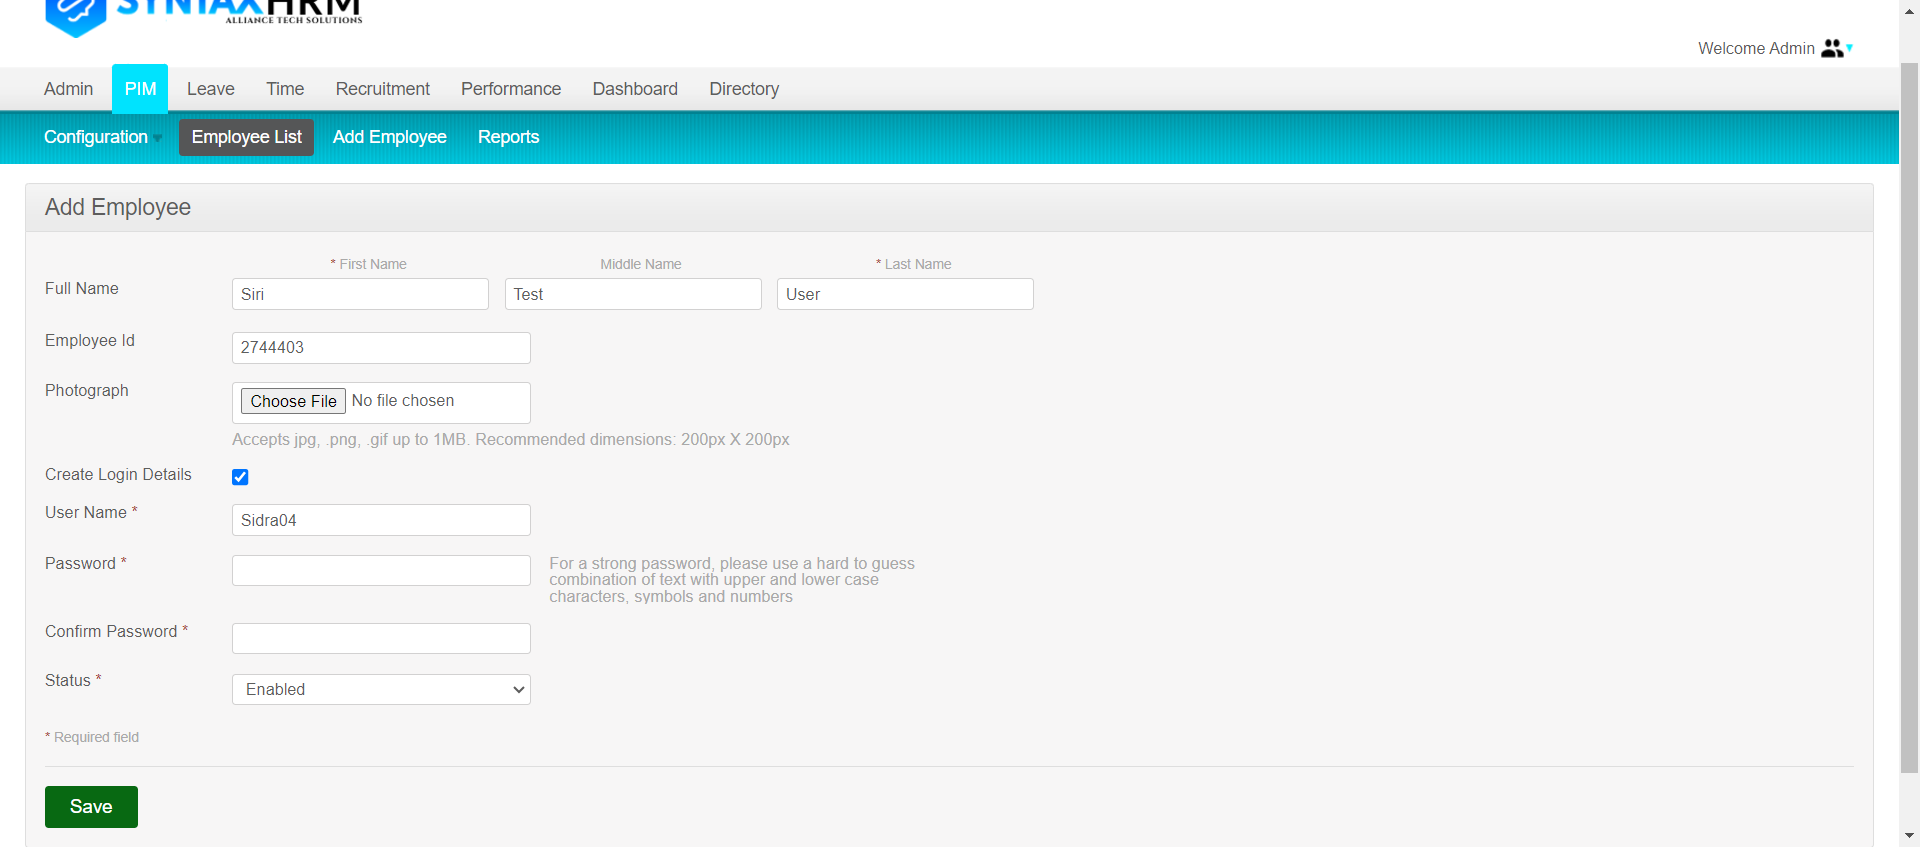 SYNTAXHRM
ALLIANCE TECH SOLUTIONS
Welcome Admin
Admin PIM Leave Time Recruitment Performance Dashboard Directory
Configuration Employee List Add Employee Reports
Add Employee
* First Name Middle Name * Last Name
Full Name Siri Test User
Employee Id 2744403
Photograph Choose File No file chosen
Accepts jpg, .png, .gif up to 1MB. Recommended dimensions: 200px X 200px
Create Login Details
User Name * Sidra04
Password * For a strong password, please use a hard to guess
combination of text with upper and lower case
characters, symbols and numbers
Confirm Password *
Status * Enabled
* Required field
Save